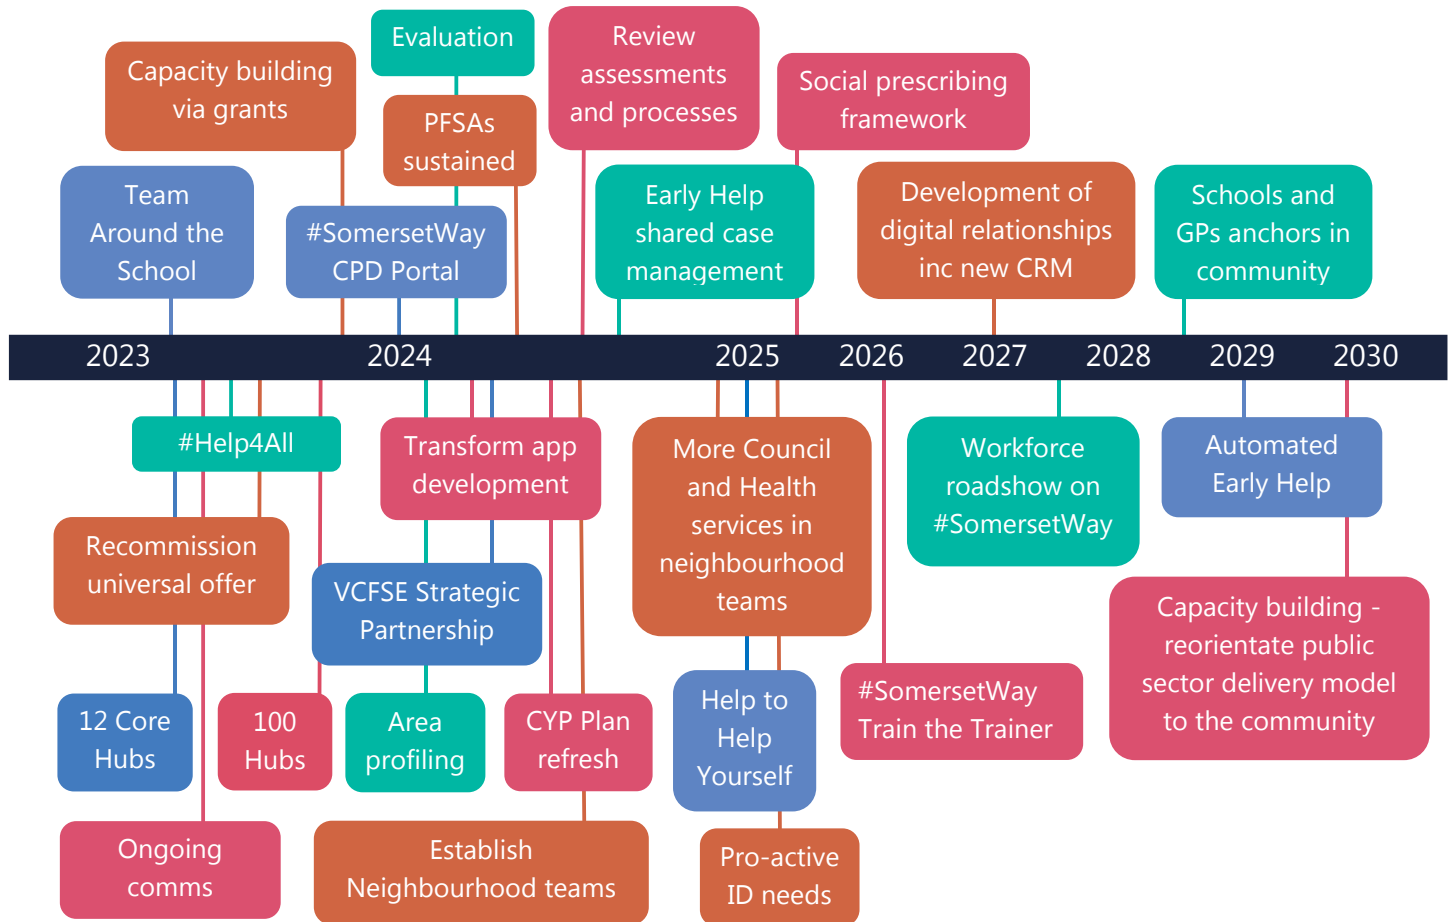 Evaluation
Capacity building
via grants
PFSAs
sustained
Review
assessments
and processes
Social prescribing
framework
Team
Around the
School
#SomersetWay
CPD Portal
Early Help
shared case
management
Development of
digital relationships
inc new CRM
Schools and
GPs anchors in
community
2023 2024 2025 2026 2027 2028 2029 2030
#Help4All
Transform app
development
More Council
and Health
services in
neighbourhood
teams
Workforce
roadshow on
#SomersetWay
Automated
Early Help
Recommission
universal offer
VCFSE Strategic
Partnership
Capacity building -
reorientate public
sector delivery model
to the community
12 Core
Hubs
100
Hubs
Area
profiling
CYP Plan
refresh
Help to
Help
Yourself
#SomersetWay
Train the Trainer
Ongoing
comms
Establish
Neighbourhood teams
Pro-active
ID needs